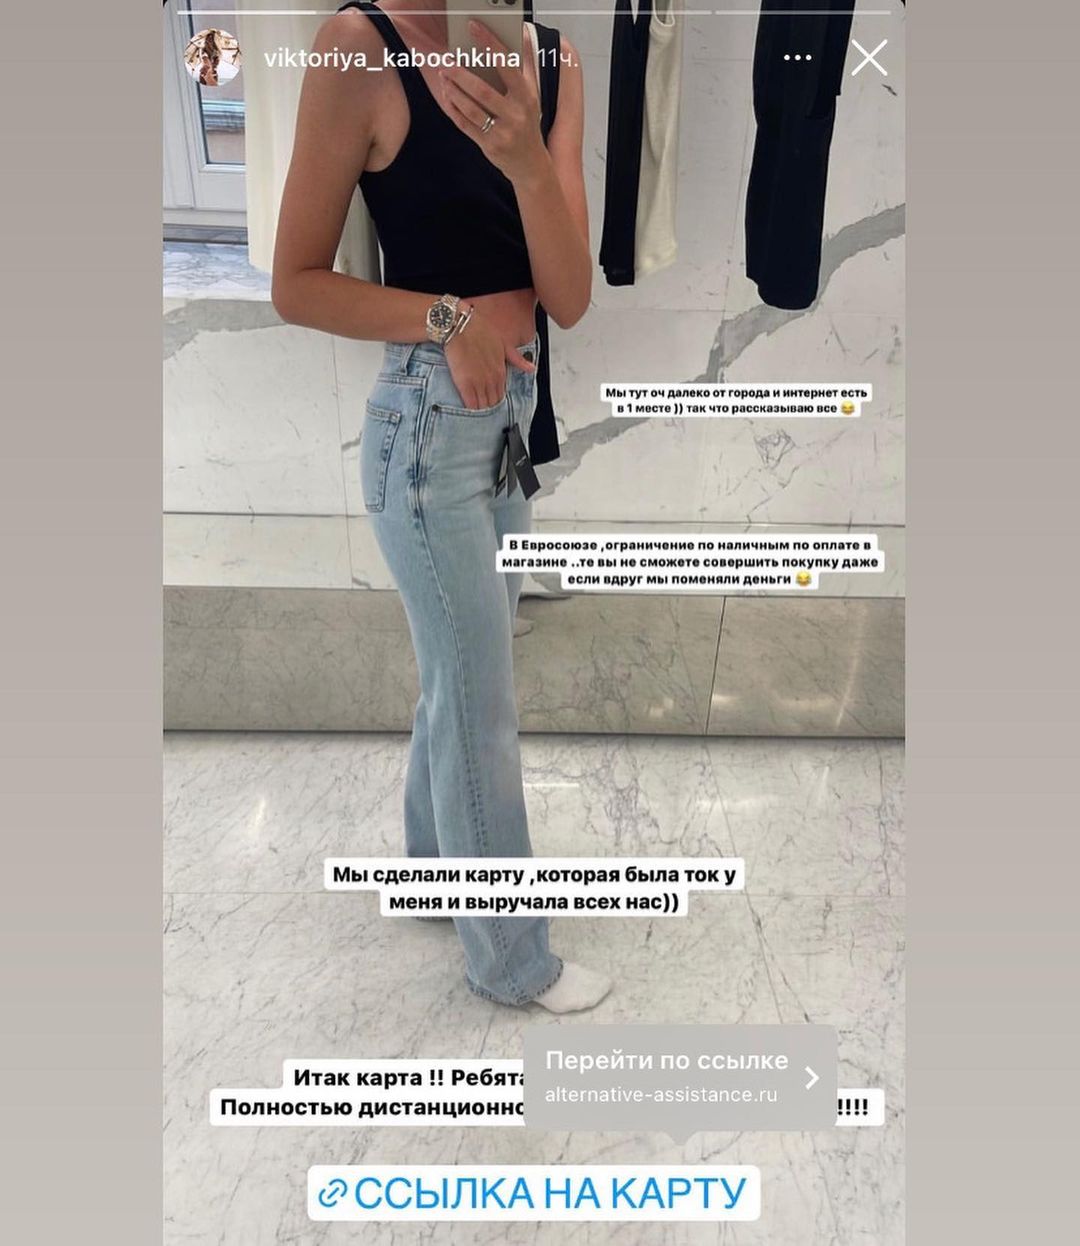 viktoriya_kabochkina 11ч.
Мы тут оч далеко от города и интернет есть
в 1 месте )) так что рассказываю все 😂
В Евросоюзе ,ограничение по наличным по оплате в
магазине ..те вы не сможете совершить покупку даже
если вдруг мы поменяли деньги 😂
Мы сделали карту ,которая была ток у
меня и выручала всех нас))
Итак карта !! Ребята
Полностью дистанционно !!!!
Перейти по ссылке
alternative-assistance.ru
ССЫЛКА НА КАРТУ